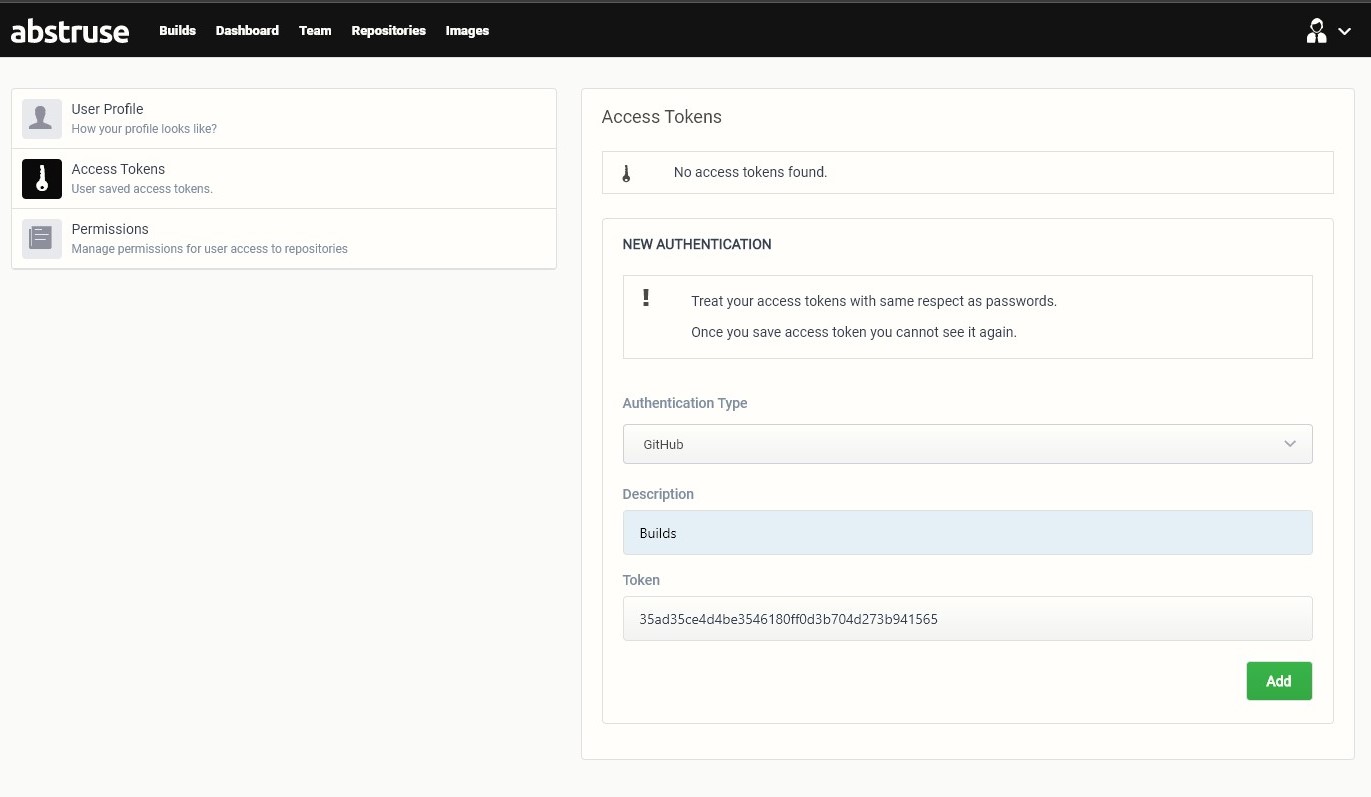 abstruse
Builds
Dashboard
Team
Repositories
Images
User Profile
How your profile looks like?
Access Tokens
User saved access tokens.
Permissions
Manage permissions for user access to repositories
Access Tokens
No access tokens found.
NEW AUTHENTICATION
Treat your access tokens with same respect as passwords.
Once you save access token you cannot see it again.
Authentication Type
GitHub
Description
Builds
Token
35ad35ce4d4be3546180ff0d3b704d273b941565
Add